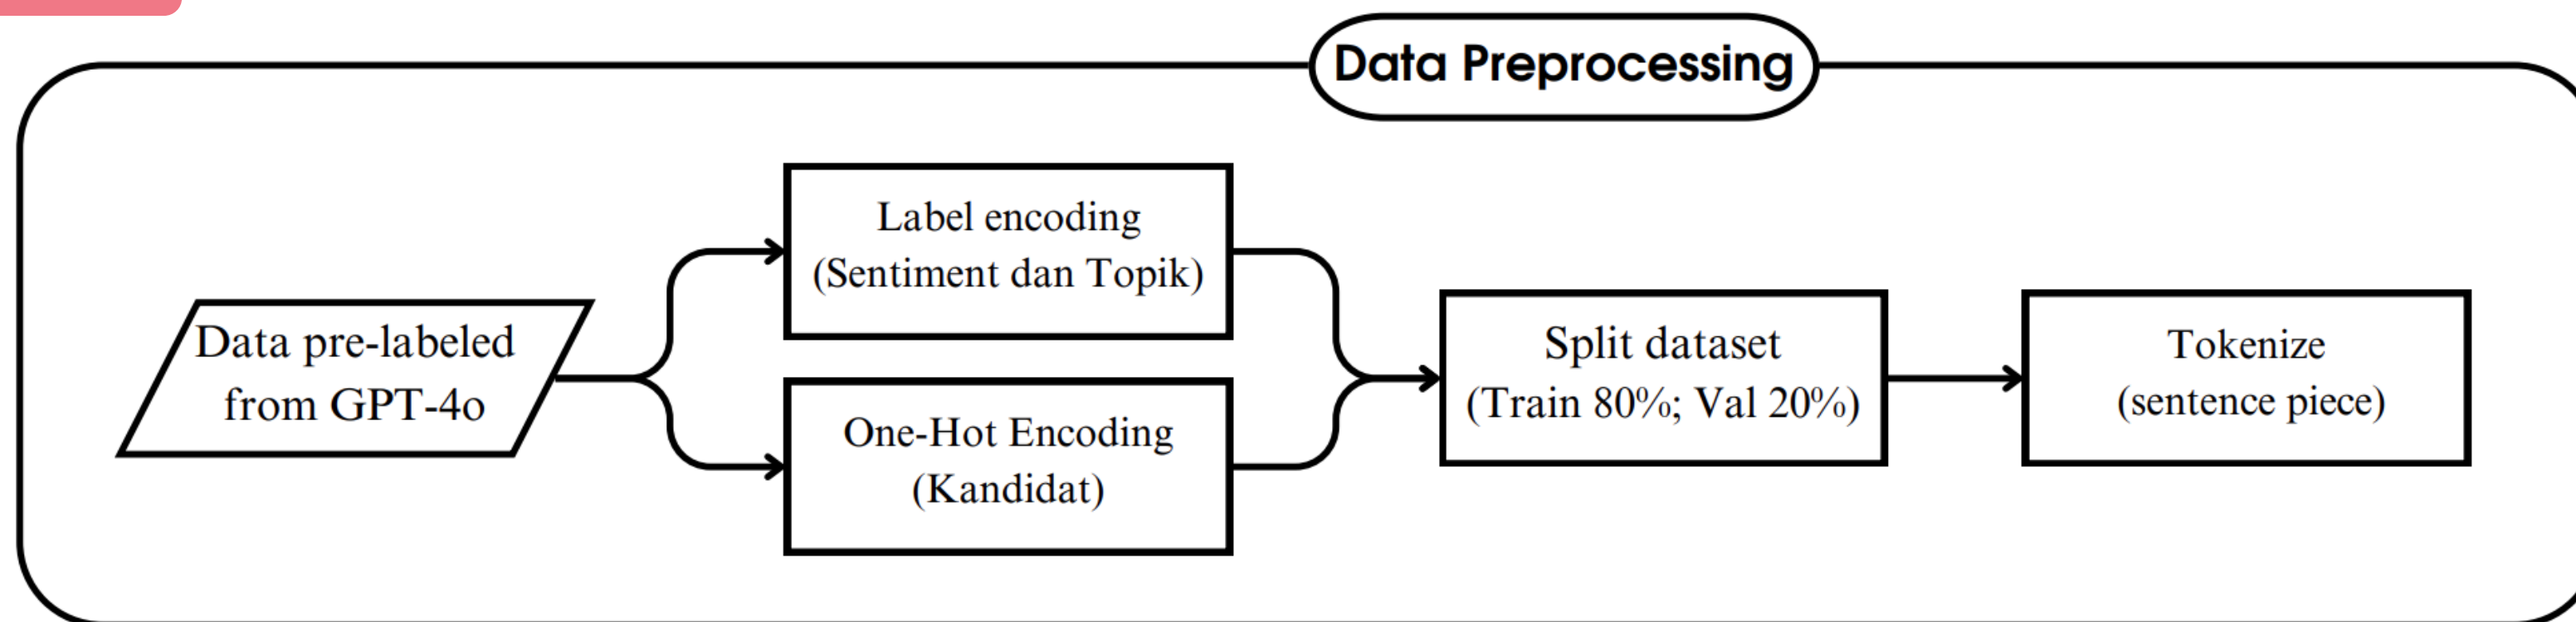 Data Preprocessing
Data pre-labeled
from GPT-4o
Label encoding
(Sentiment dan Topik)
One-Hot Encoding
(Kandidat)
Split dataset
(Train 80%; Val 20%)
Tokenize
(sentence piece)